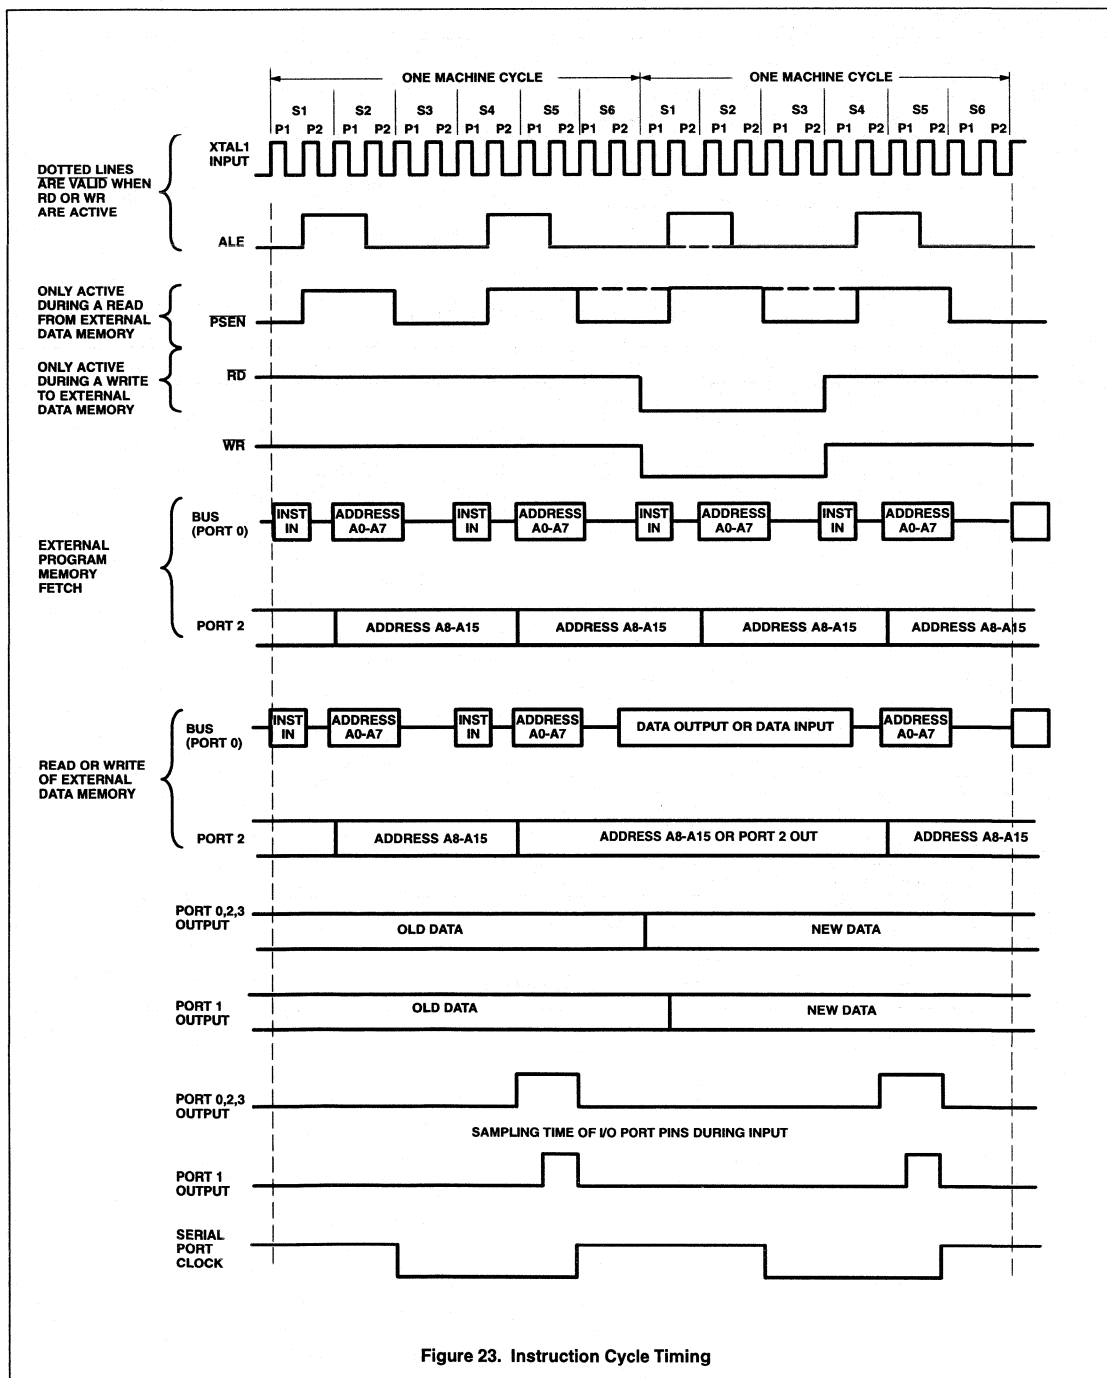 ONE MACHINE CYCLE ONE MACHINE CYCLE
S1 S2 S3 S4 S5 S6 S1 S2 S3 S4 S5 S6
P1 P2 P1 P2 P1 P2 P1 P2 P1 P2 P1 P2 P1 P2 P1 P2 P1 P2 P1 P2 P1 P2 P1 P2
XTAL1
INPUT
DOTTED LINES
ARE VALID WHEN
RD OR WR
ARE ACTIVE
ALE
ONLY ACTIVE
DURING A READ
FROM EXTERNAL
DATA MEMORY
PSEN
ONLY ACTIVE
DURING A WRITE
TO EXTERNAL
DATA MEMORY
RD
WR
EXTERNAL
PROGRAM
MEMORY
FETCH
BUS
(PORT 0)
INST
IN
ADDRESS
A0-A7
INST
IN
ADDRESS
A0-A7
INST
IN
ADDRESS
A0-A7
INST
IN
ADDRESS
A0-A7
PORT 2
ADDRESS A8-A15 ADDRESS A8-A15 ADDRESS A8-A15 ADDRESS A8-A15
READ OR WRITE
OF EXTERNAL
DATA MEMORY
BUS
(PORT 0)
INST
IN
ADDRESS
A0-A7
INST
IN
ADDRESS
A0-A7
DATA OUTPUT OR DATA INPUT
ADDRESS
A0-A7
PORT 2
ADDRESS A8-A15 ADDRESS A8-A15 OR PORT 2 OUT ADDRESS A8-A15
PORT 0,2,3
OUTPUT
OLD DATA NEW DATA
PORT 1
OUTPUT
OLD DATA NEW DATA
PORT 0,2,3
OUTPUT
SAMPLING TIME OF I/O PORT PINS DURING INPUT
PORT 1
OUTPUT
SERIAL
PORT
CLOCK
Figure 23. Instruction Cycle Timing